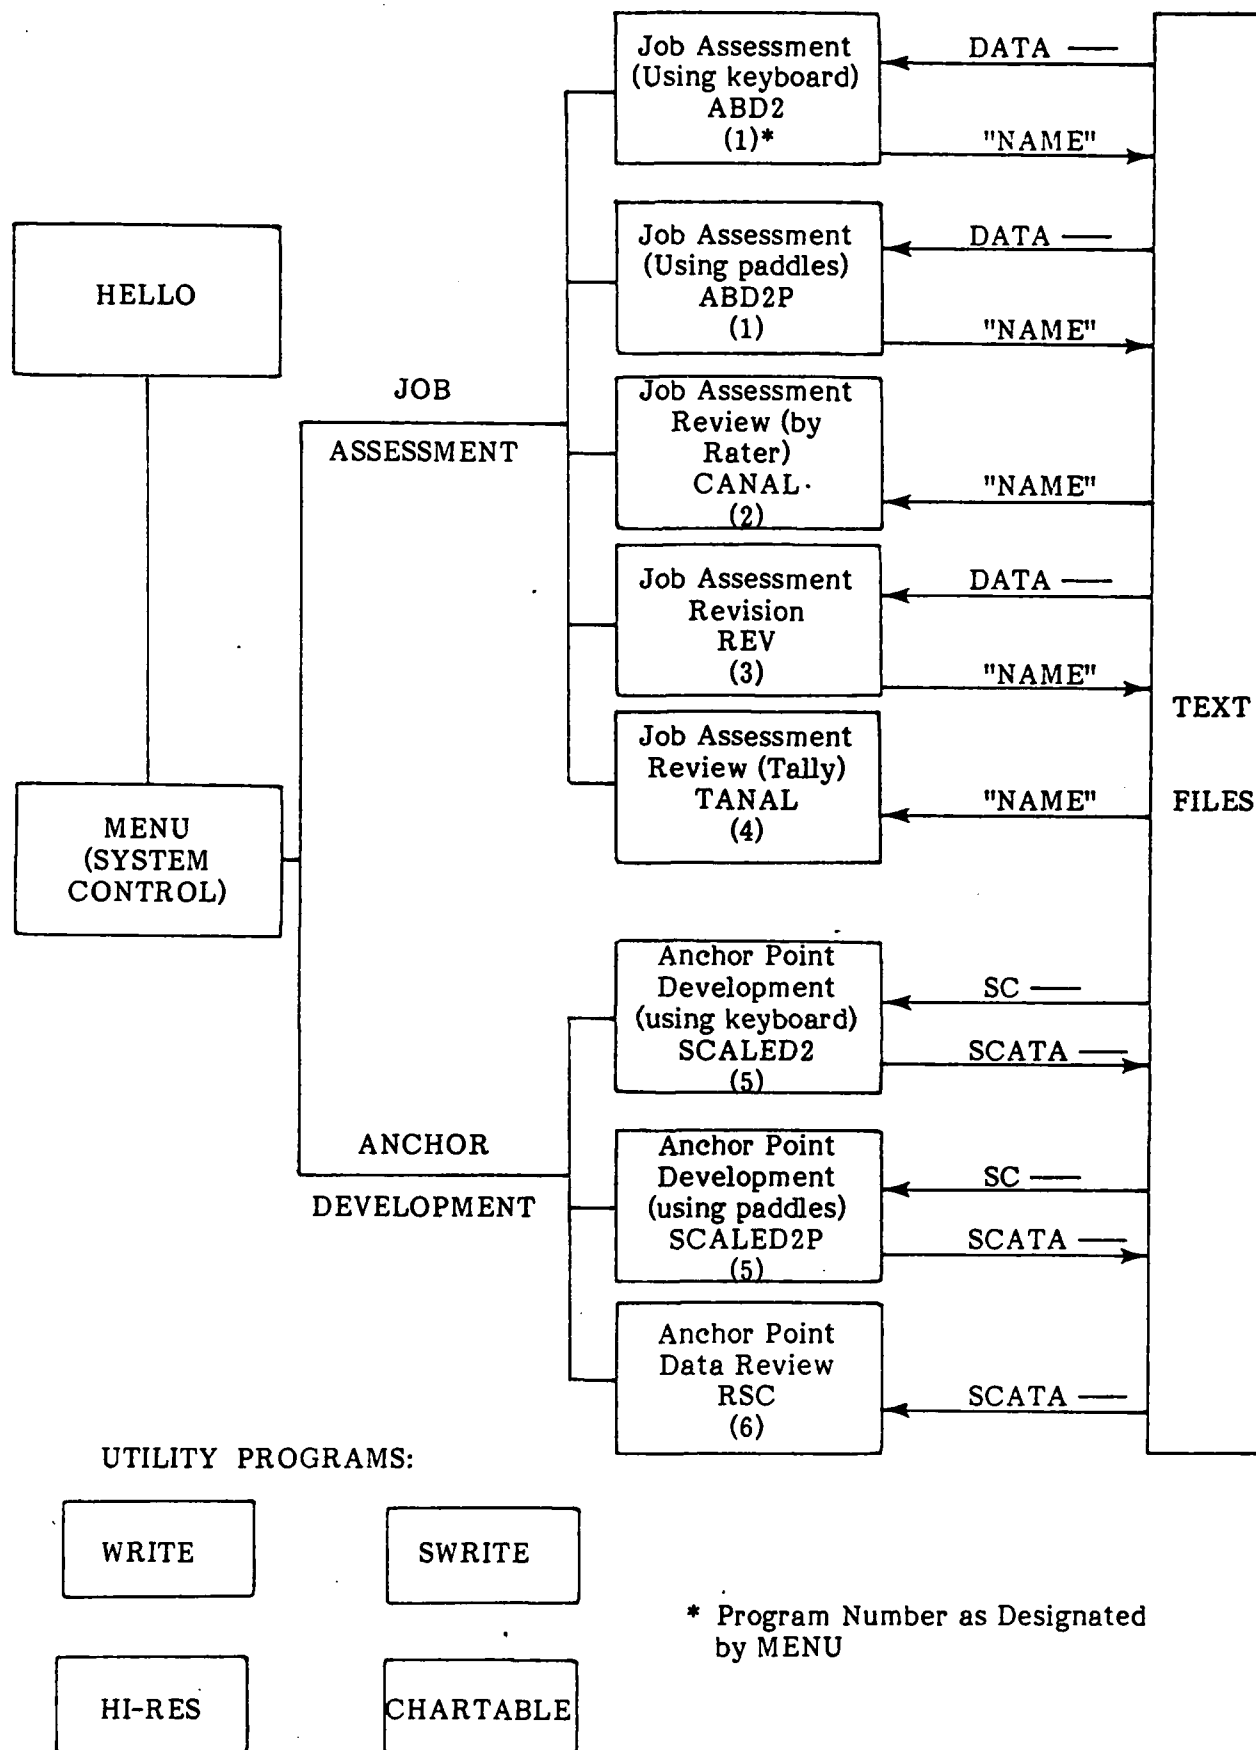 Job Assessment
(Using keyboard)
ABD2
(1)*
DATA —
"NAME"
HELLO
Job Assessment
(Using paddles)
ABD2P
(1)
DATA —
"NAME"
JOB
ASSESSMENT
Job Assessment
Review (by
Rater)
CANAL
(2)
"NAME"
Job Assessment
Revision
REV
(3)
DATA —
"NAME"
Job Assessment
Review (Tally)
TANAL
(4)
"NAME"
TEXT
FILES
MENU
(SYSTEM
CONTROL)
Anchor Point
Development
(using keyboard)
SCALED2
(5)
SC —
SCATA —
ANCHOR
DEVELOPMENT
Anchor Point
Development
(using paddles)
SCALED2P
(5)
SC —
SCATA —
Anchor Point
Data Review
RSC
(6)
SCATA —
UTILITY PROGRAMS:
WRITE
SWRITE
HI-RES
CHARTABLE
* Program Number as Designated
by MENU